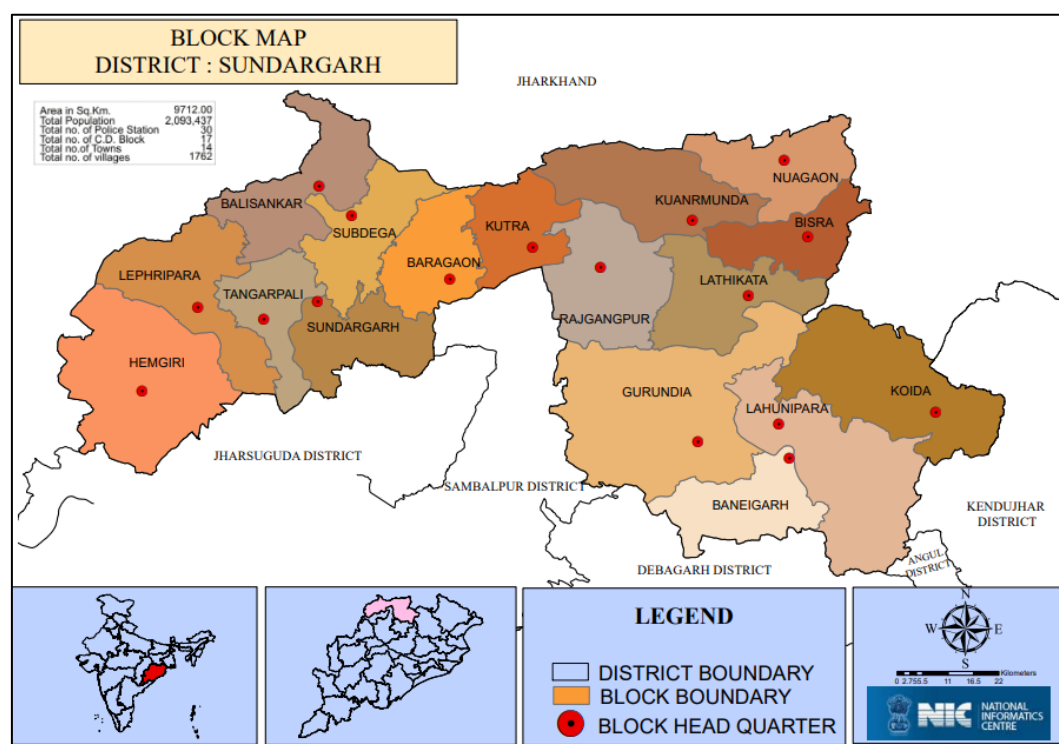 BLOCK MAP
DISTRICT : SUNDARGARH
JHARKHAND
Area in Sq.Km. 9712.00
Total Population 2,093,437
Total no. of Police Station 30
Total no. of C.D. Block 17
Total no. of Towns 14
Total no. of villages 1762
NUAGAON
BALISANKAR
KUANRMUNDA
BISRA
SUBDEGA
KUTRA
BARAGAON
LEPHRIPARA
LATHIKATA
TANGARPALI
RAJGANGPUR
SUNDARGARH
HEMGIRI
GURUNDIA
KOIDA
LAHUNIPARA
JHARSUGUDA DISTRICT
SAMBALPUR DISTRICT
BANEIGARH
KENDUJHAR
DISTRICT
ANGUL
DISTRICT
DEBAGARH DISTRICT
LEGEND
DISTRICT BOUNDARY
BLOCK BOUNDARY
BLOCK HEAD QUARTER
N
W E
S
Kilometers
0 2.75 5.5 11 16.5 22
NIC
NATIONAL
INFORMATICS
CENTRE